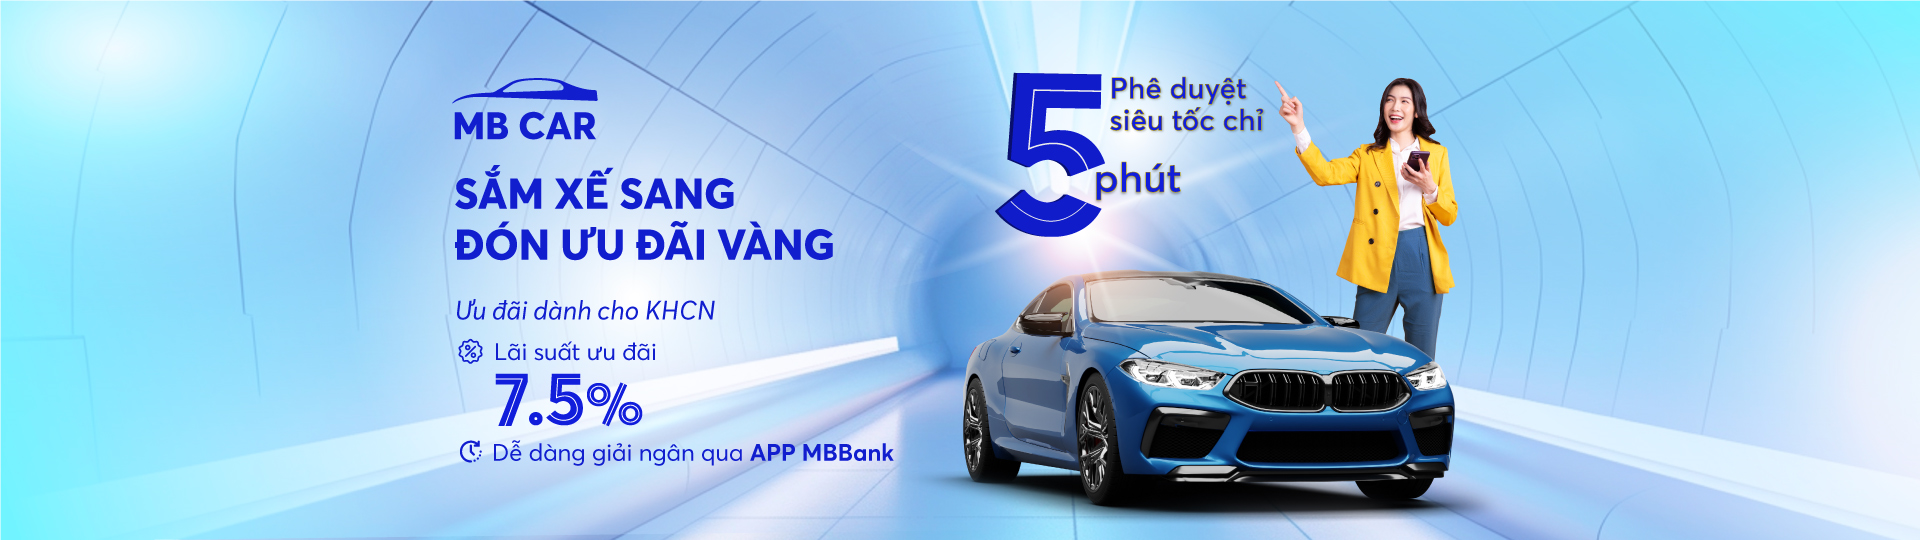 MB CAR
SẮM XẾ SANG
ĐÓN ƯU ĐÃI VÀNG
Ưu đãi dành cho KHCN
Lãi suất ưu đãi
7.5%
Dễ dàng giải ngân qua APP MBBank
5 Phê duyệt
siêu tốc chỉ
phút